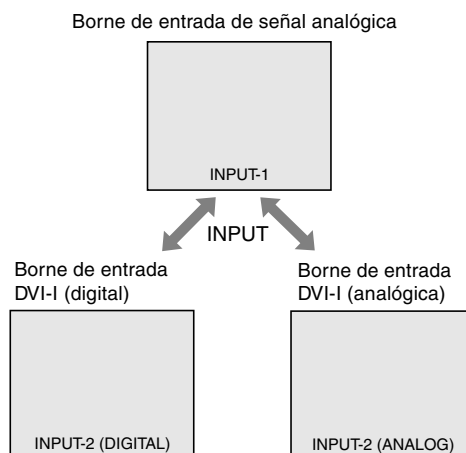 Borne de entrada de señal analógica
INPUT-1
INPUT
Borne de entrada
DVI-I (digital)
Borne de entrada
DVI-I (analógica)
INPUT-2 (DIGITAL)
INPUT-2 (ANALOG)